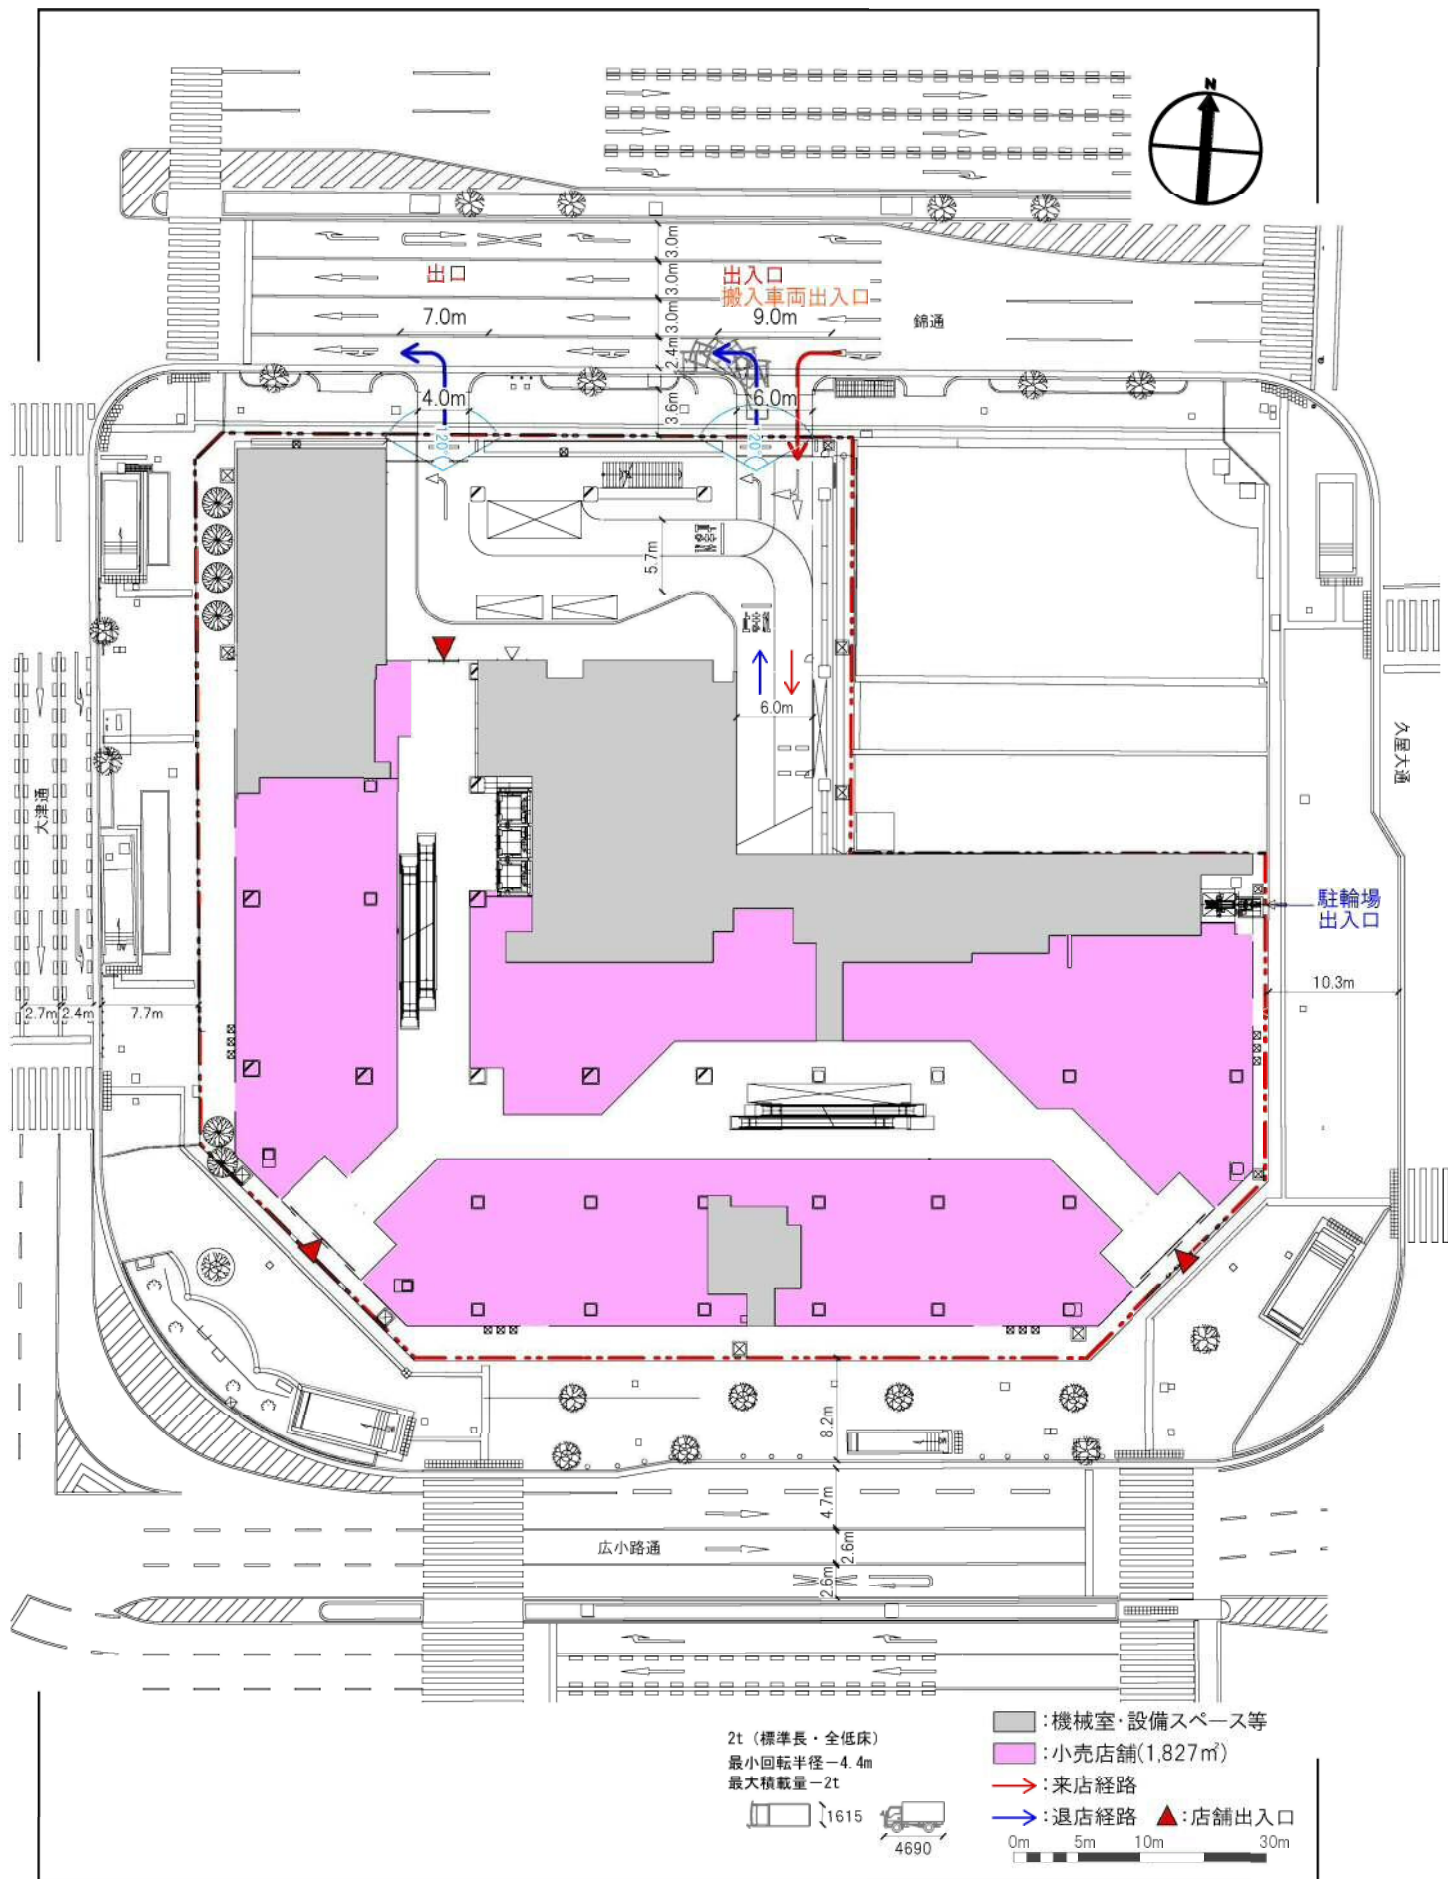 N
3.0m
出口
3.0m
出入口
搬入車両出入口
7.0m
3.0m
9.0m
錦通
2.4m
4.0m
3.6m
6.0m
120°
120°
5.7m
6.0m
久屋大通
大津通
駐輪場
出入口
10.3m
2.7m
2.4m
7.7m
8.2m
4.7m
広小路通
2.6m
2.6m
2t（標準長・全低床）
最小回転半径－4.4m
最大積載量－2t
1615
4690
：機械室・設備スペース等
：小売店舗(1,827㎡)
：来店経路
：退店経路
：店舗出入口
0m 5m 10m 30m